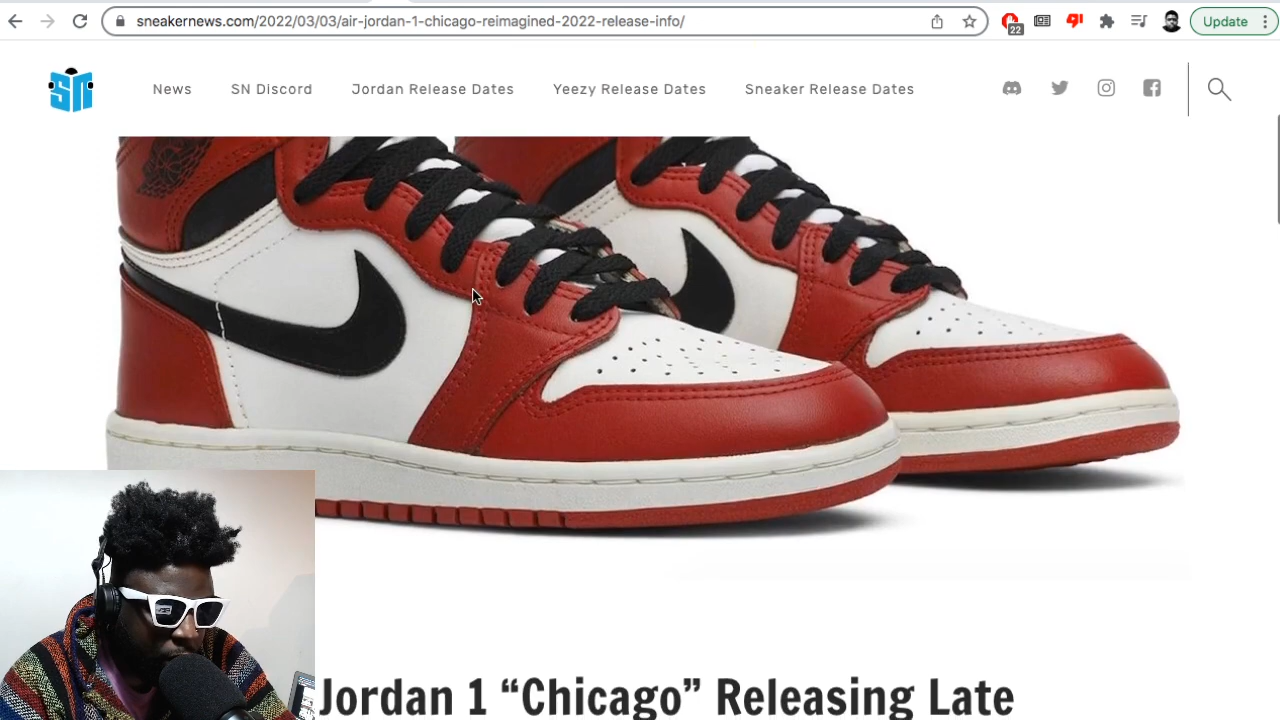 sneakernews.com/2022/03/03/air-jordan-1-chicago-reimagined-2022-release-info/
22
Update
SN
News
SN Discord
Jordan Release Dates
Yeezy Release Dates
Sneaker Release Dates
Jordan 1 “Chicago” Releasing Late